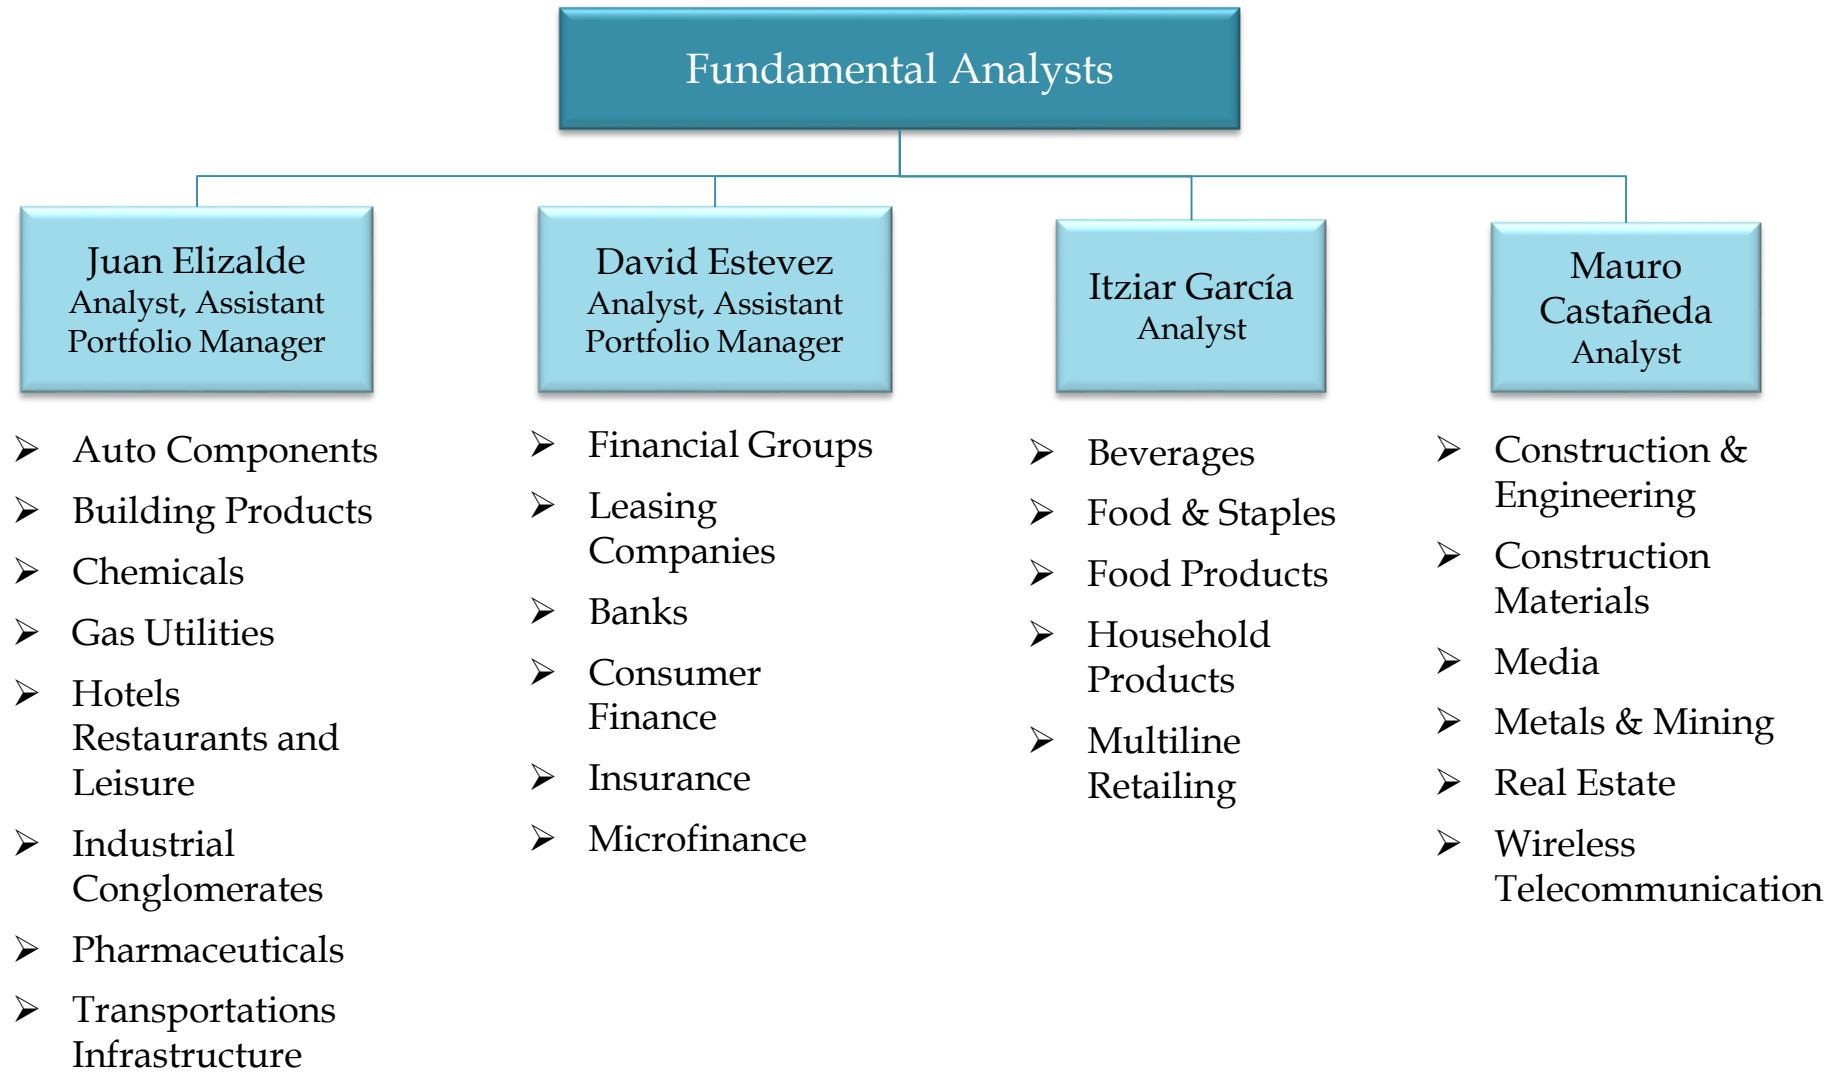 Fundamental Analysts
Juan Elizalde
Analyst, Assistant
Portfolio Manager
➢ Auto Components
➢ Building Products
➢ Chemicals
➢ Gas Utilities
➢ Hotels
Restaurants and
Leisure
➢ Industrial
Conglomerates
➢ Pharmaceuticals
➢ Transportations
Infrastructure
David Estevez
Analyst, Assistant
Portfolio Manager
➢ Financial Groups
➢ Leasing
Companies
➢ Banks
➢ Consumer
Finance
➢ Insurance
➢ Microfinance
Itziar García
Analyst
➢ Beverages
➢ Food & Staples
➢ Food Products
➢ Household
Products
➢ Multiline
Retailing
Mauro
Castañeda
Analyst
➢ Construction &
Engineering
➢ Construction
Materials
➢ Media
➢ Metals & Mining
➢ Real Estate
➢ Wireless
Telecommunication